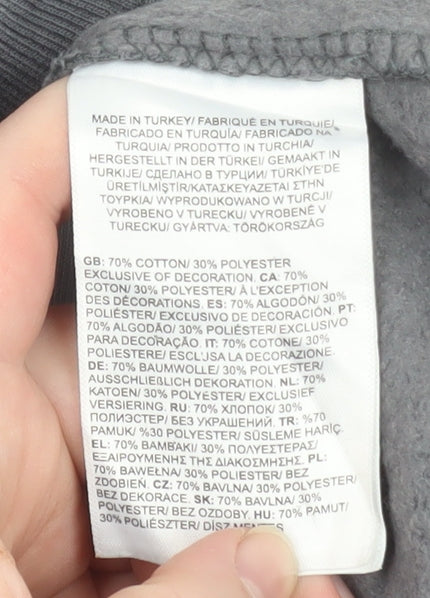 MADE IN TURKEY/ FABRIQUÉ EN TURQUIE/
FABRICADO EN TURQUÍA/ FABRICADO NA
TURQUIA/ PRODOTTO IN TURCHIA/
HERGESTELLT IN DER TÜRKEI/ GEMAAKT IN
TURKIJE/ СДЕЛАНО В ТУРЦИИ/ TÜRKİYE'DE
ÜRETİLMİŞTİR/ ΚΑΤΑΣΚΕΥΑΖΕΤΑΙ ΣΤΗΝ
ΤΟΥΡΚΙΑ/ WYPRODUKOWANO W TURCJI/
VYROBENO V TURECKU/ VYROBENÉ V
TURECKU/ GYÁRTVA: TÖRÖKORSZÁG
GB: 70% COTTON/ 30% POLYESTER
EXCLUSIVE OF DECORATION. CA: 70%
COTON/ 30% POLYESTER/ À L'EXCEPTION
DES DÉCORATIONS. ES: 70% ALGODÓN/ 30%
POLIÉSTER/ EXCLUSIVO DE DECORACIÓN. PT:
70% ALGODÃO/ 30% POLIÉSTER/ EXCLUSIVO
PARA DECORAÇÃO. IT: 70% COTONE/ 30%
POLIESTERE/ ESCLUSA LA DECORAZIONE.
DE: 70% BAUMWOLLE/ 30% POLYESTER/
AUSSCHLIEßLICH DEKORATION. NL: 70%
KATOEN/ 30% POLYESTER/ EXCLUSIEF
VERSIERING. RU: 70% ХЛОПОК/ 30%
ПОЛИЭСТЕР/ БЕЗ УКРАШЕНИЙ. TR: %70
PAMUK/ %30 POLYESTER/ SÜSLEME HARİÇ.
EL: 70% ΒΑΜΒΑΚΙ/ 30% ΠΟΛΥΕΣΤΕΡΑΣ/
ΕΞΑΙΡΟΥΜΕΝΗΣ ΤΗΣ ΔΙΑΚΟΣΜΗΣΗΣ. PL:
70% BAWEŁNA/ 30% POLIESTER/ BEZ
ZDOBIEŃ. CZ: 70% BAVLNA/ 30% POLYESTER/
BEZ DEKORACE. SK: 70% BAVLNA/ 30%
POLYESTER/ BEZ OZDOBY. HU: 70% PAMUT/
30% POLIÉSZTER/ DÍSZ MENTES